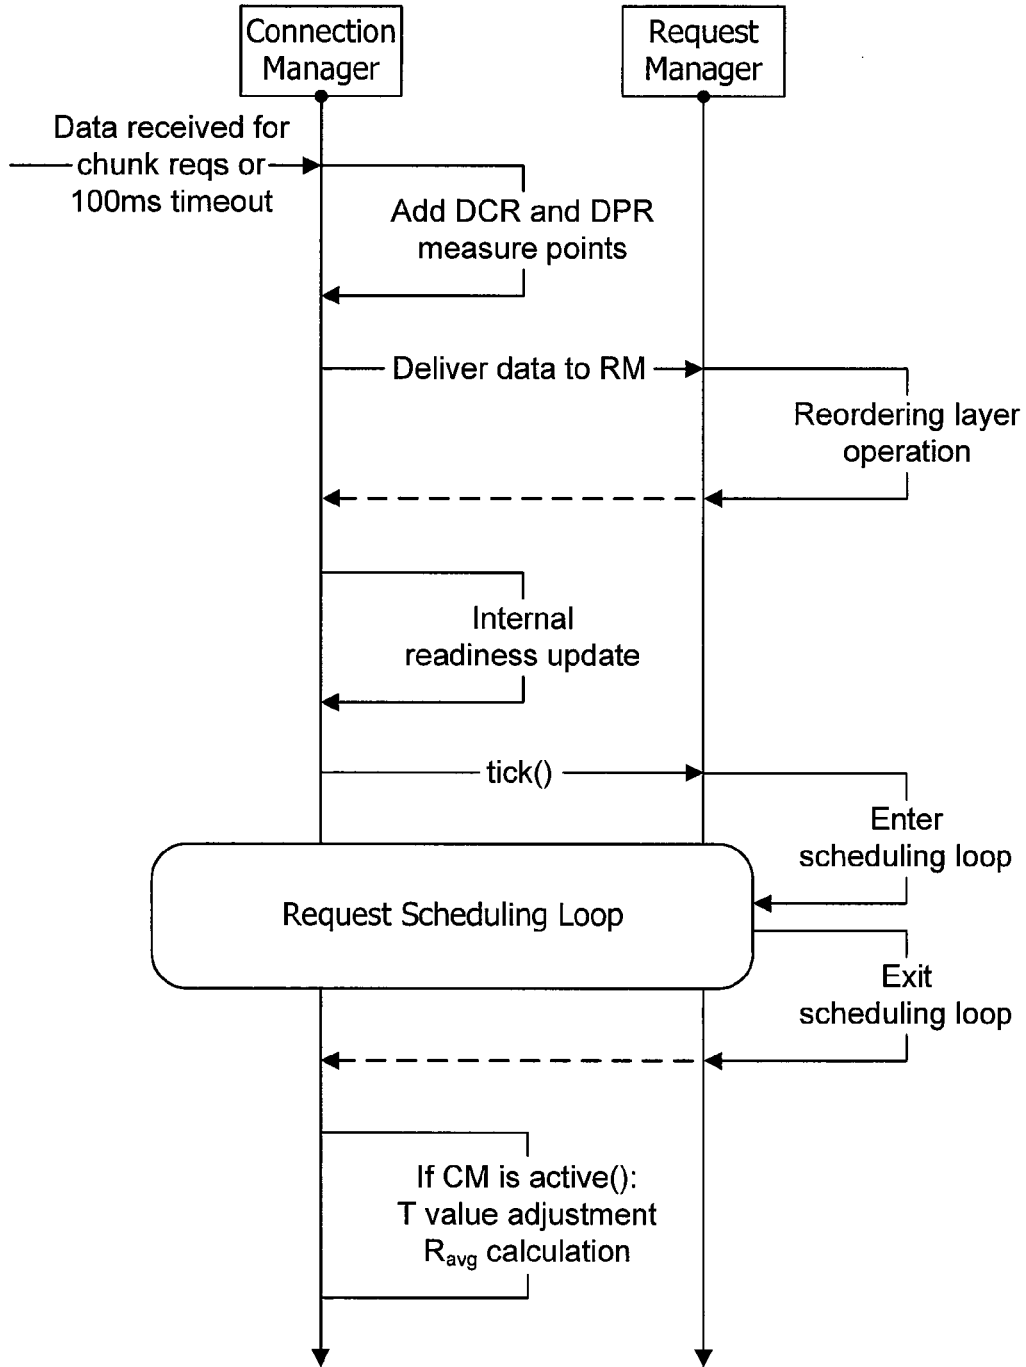 Connection
Manager
Request
Manager
Data received for
chunk reqs or
100ms timeout
Add DCR and DPR
measure points
Deliver data to RM
Reordering layer
operation
Internal
readiness update
tick()
Enter
scheduling loop
Request Scheduling Loop
Exit
scheduling loop
If CM is active():
T value adjustment
Ravg calculation